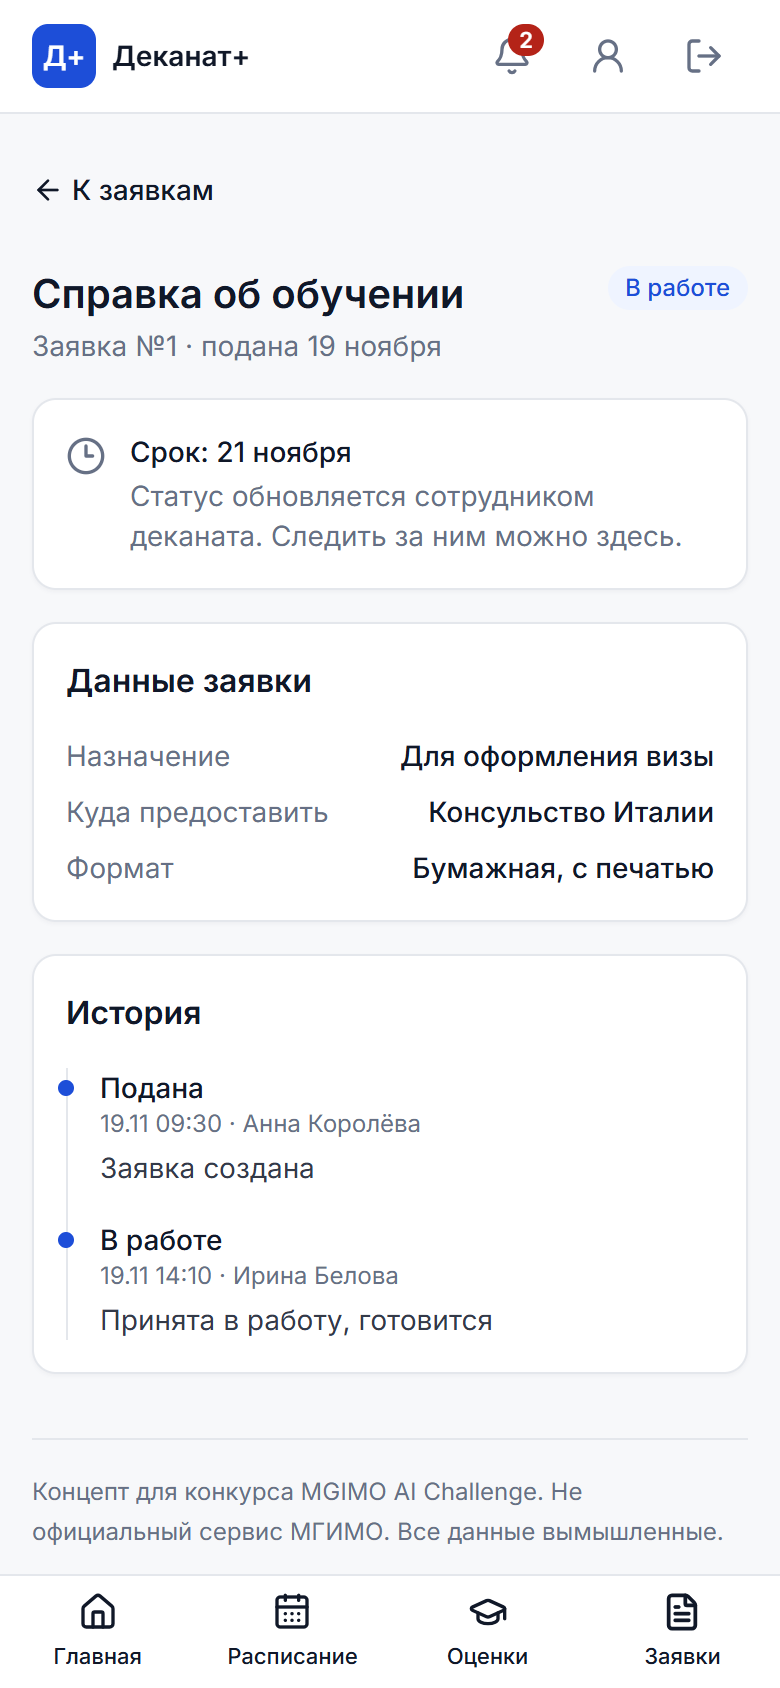 Д+ Деканат+ 2
К заявкам
Справка об обучении В работе
Заявка №1 · подана 19 ноября
Срок: 21 ноября
Статус обновляется сотрудником
деканата. Следить за ним можно здесь.
Данные заявки
Назначение Для оформления визы
Куда предоставить Консульство Италии
Формат Бумажная, с печатью
История
Подана
19.11 09:30 · Анна Королёва
Заявка создана
В работе
19.11 14:10 · Ирина Белова
Принята в работу, готовится
Концепт для конкурса MGIMO AI Challenge. Не
официальный сервис МГИМО. Все данные вымышленные.
Главная Расписание Оценки Заявки